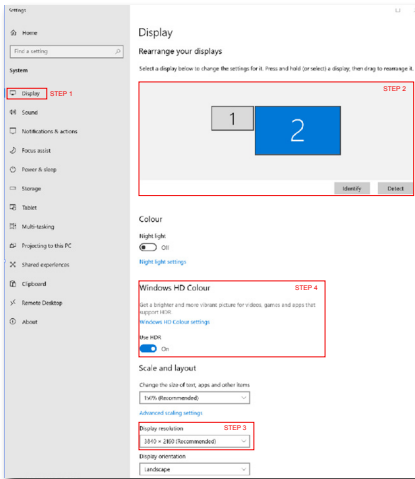 Settings
Home
Find a setting
System
Display STEP 1
Sound
Notifications & actions
Focus assist
Power & sleep
Storage
Tablet
Multi-tasking
Projecting to this PC
Shared experiences
Clipboard
Remote Desktop
About
Display
Rearrange your displays
Select a display below to change the settings for it. Press and hold (or select) a display, then drag to rearrange it.
STEP 2
1
2
Identify Detect
Colour
Night light
Off
Night light settings
Windows HD Colour STEP 4
Get a brighter and more vibrant picture for videos, games and apps that
support HDR
Windows HD Colour settings
Use HDR
On
Scale and layout
Change the size of text, apps and other items
(Recommended)
Advanced scaling settings
Display resolution STEP 3
3840 × 2160 (Recommended)
Display orientation
Landscape